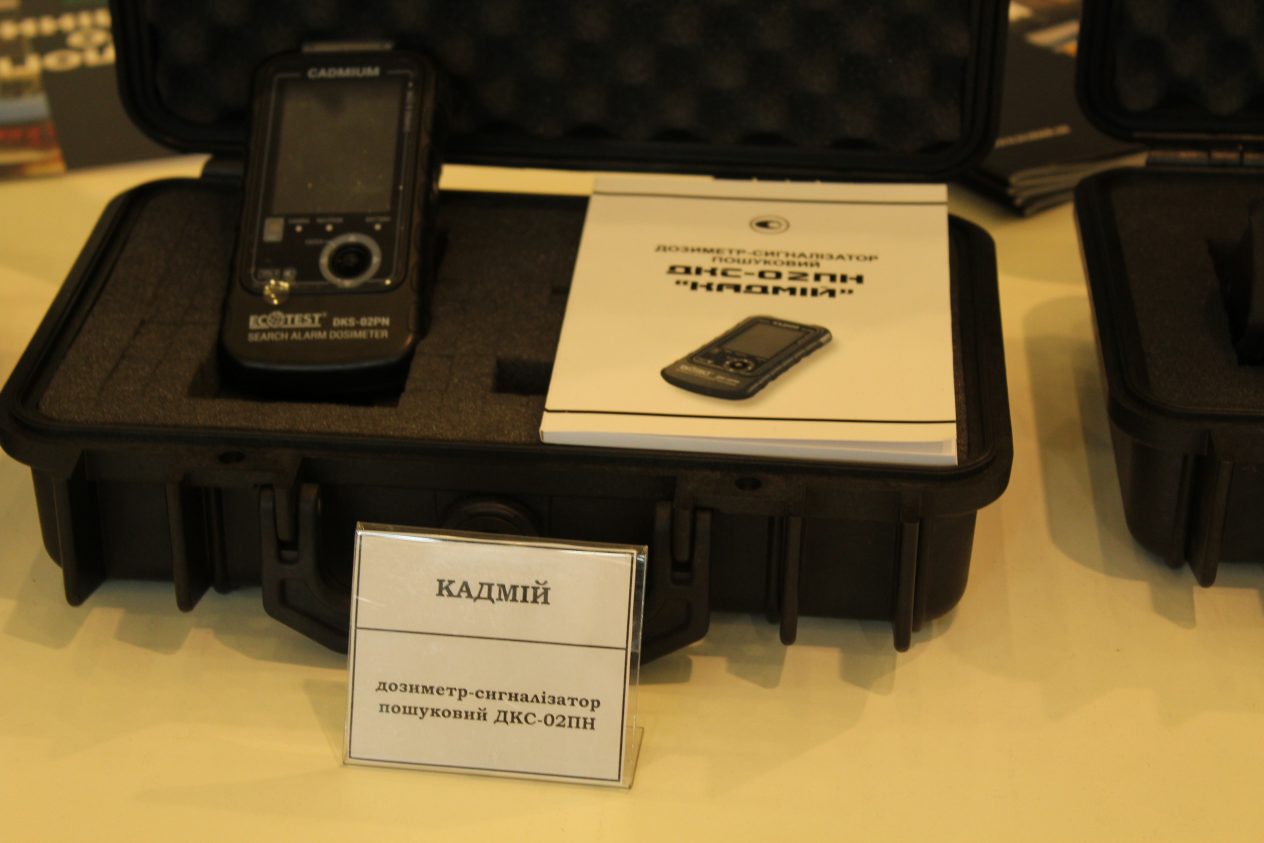 CADMIUM
ECOTEST DKS-02PN
SEARCH ALARM DOSIMETER
ДОЗИМЕТР-СИГНАЛІЗАТОР
ПОШУКОВИЙ
ДКС-02ПН
"КАДМІЙ"
КАДМІЙ
дозиметр-сигналізатор
пошуковий ДКС-02ПН